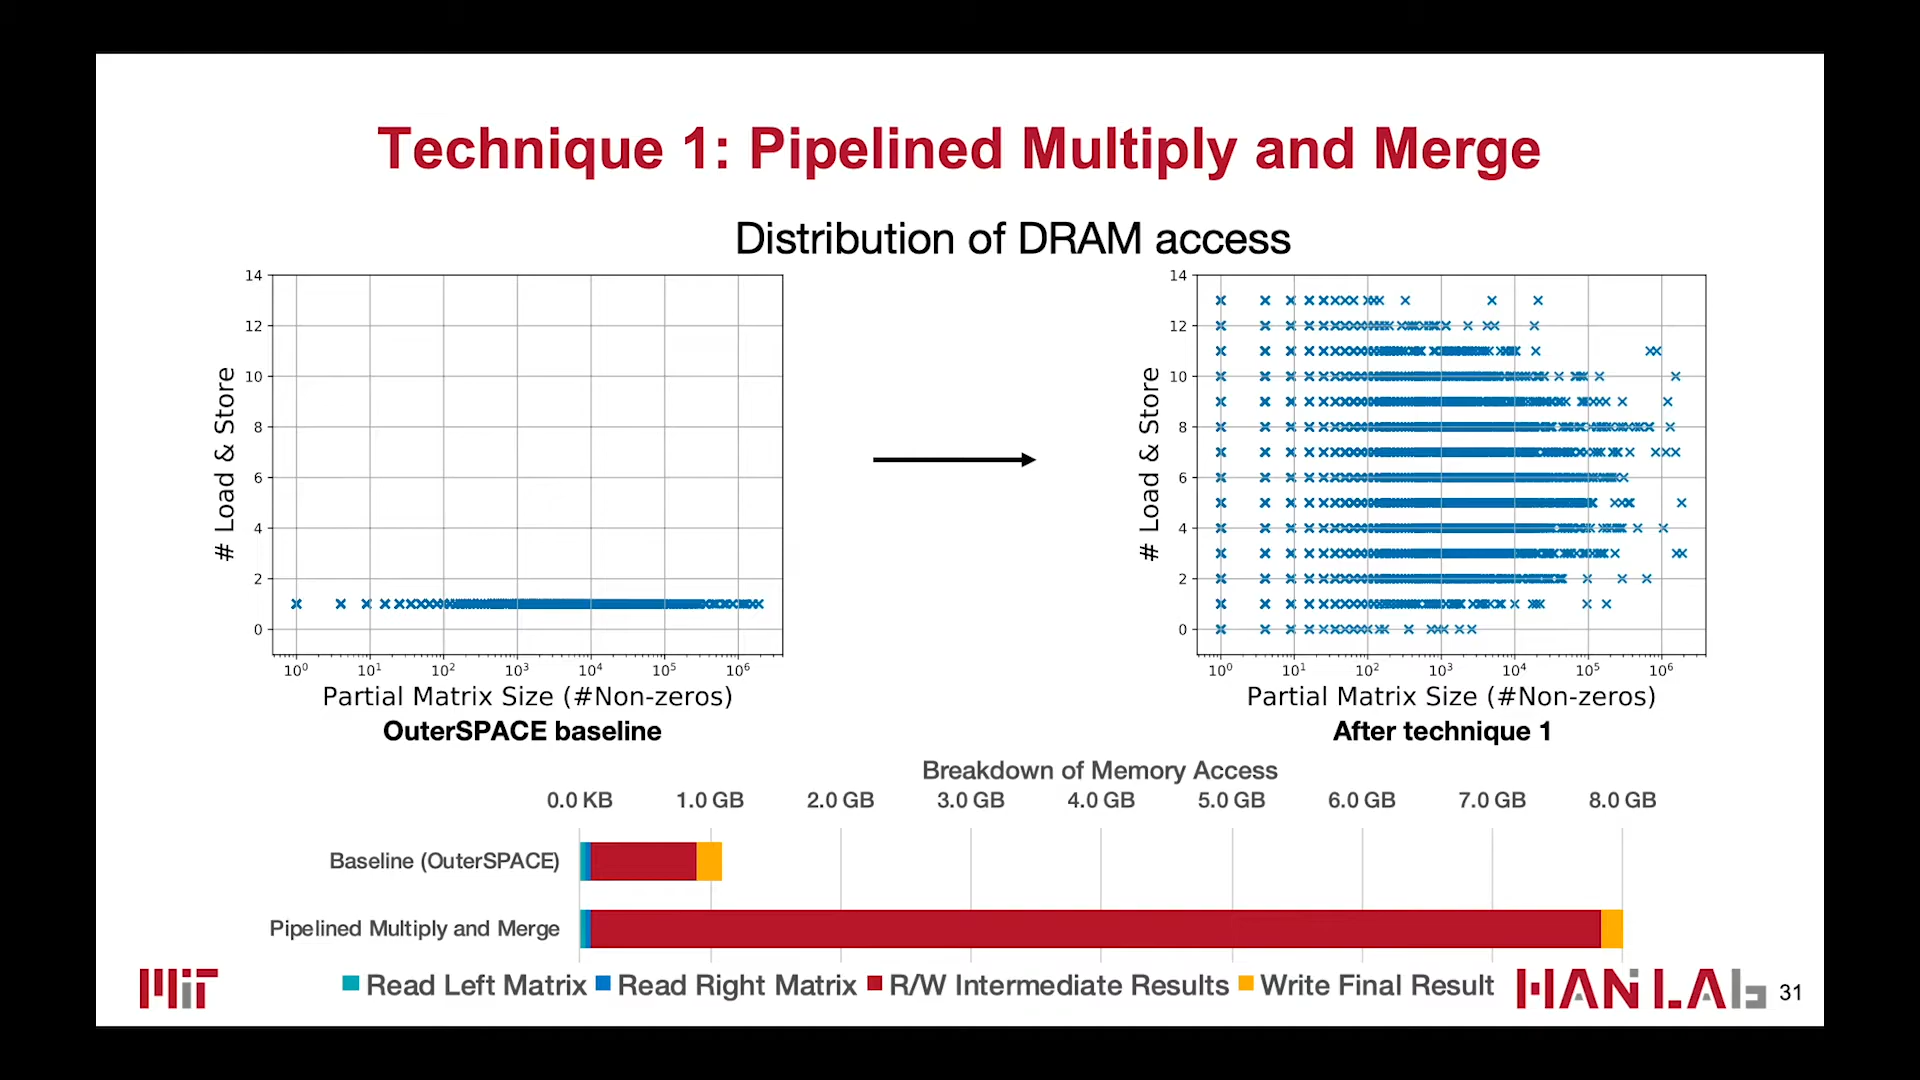 Technique 1: Pipelined Multiply and Merge
Distribution of DRAM access
14
12
10
8
6
4
2
0
# Load & Store
10⁰ 10¹ 10² 10³ 10⁴ 10⁵ 10⁶
Partial Matrix Size (#Non-zeros)
OuterSPACE baseline
14
12
10
8
6
4
2
0
# Load & Store
10⁰ 10¹ 10² 10³ 10⁴ 10⁵ 10⁶
Partial Matrix Size (#Non-zeros)
After technique 1
Breakdown of Memory Access
0.0 KB 1.0 GB 2.0 GB 3.0 GB 4.0 GB 5.0 GB 6.0 GB 7.0 GB 8.0 GB
Baseline (OuterSPACE)
Pipelined Multiply and Merge
Read Left Matrix Read Right Matrix R/W Intermediate Results Write Final Result
MIT
HAN LAB
31